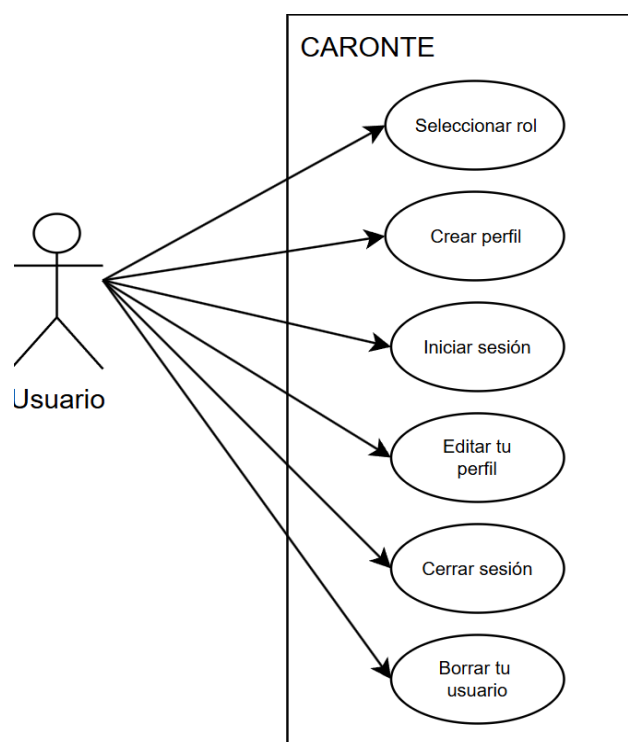 CARONTE
Seleccionar rol
Crear perfil
Iniciar sesión
Usuario
Editar tu
perfil
Cerrar sesión
Borrar tu
usuario